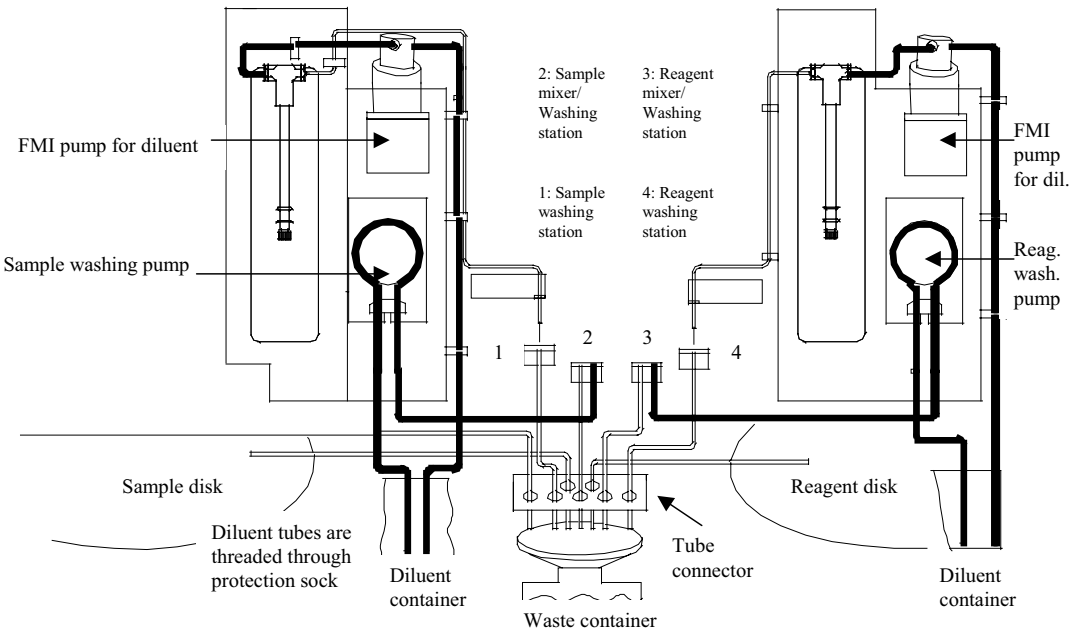 2: Sample
mixer/
Washing
station
3: Reagent
mixer/
Washing
station
FMI pump for diluent
FMI
pump
for dil.
1: Sample
washing
station
4: Reagent
washing
station
Sample washing pump
Reag.
wash.
pump
1
2
3
4
Sample disk
Reagent disk
Diluent tubes are
threaded through
protection sock
Diluent
container
Tube
connector
Diluent
container
Waste container